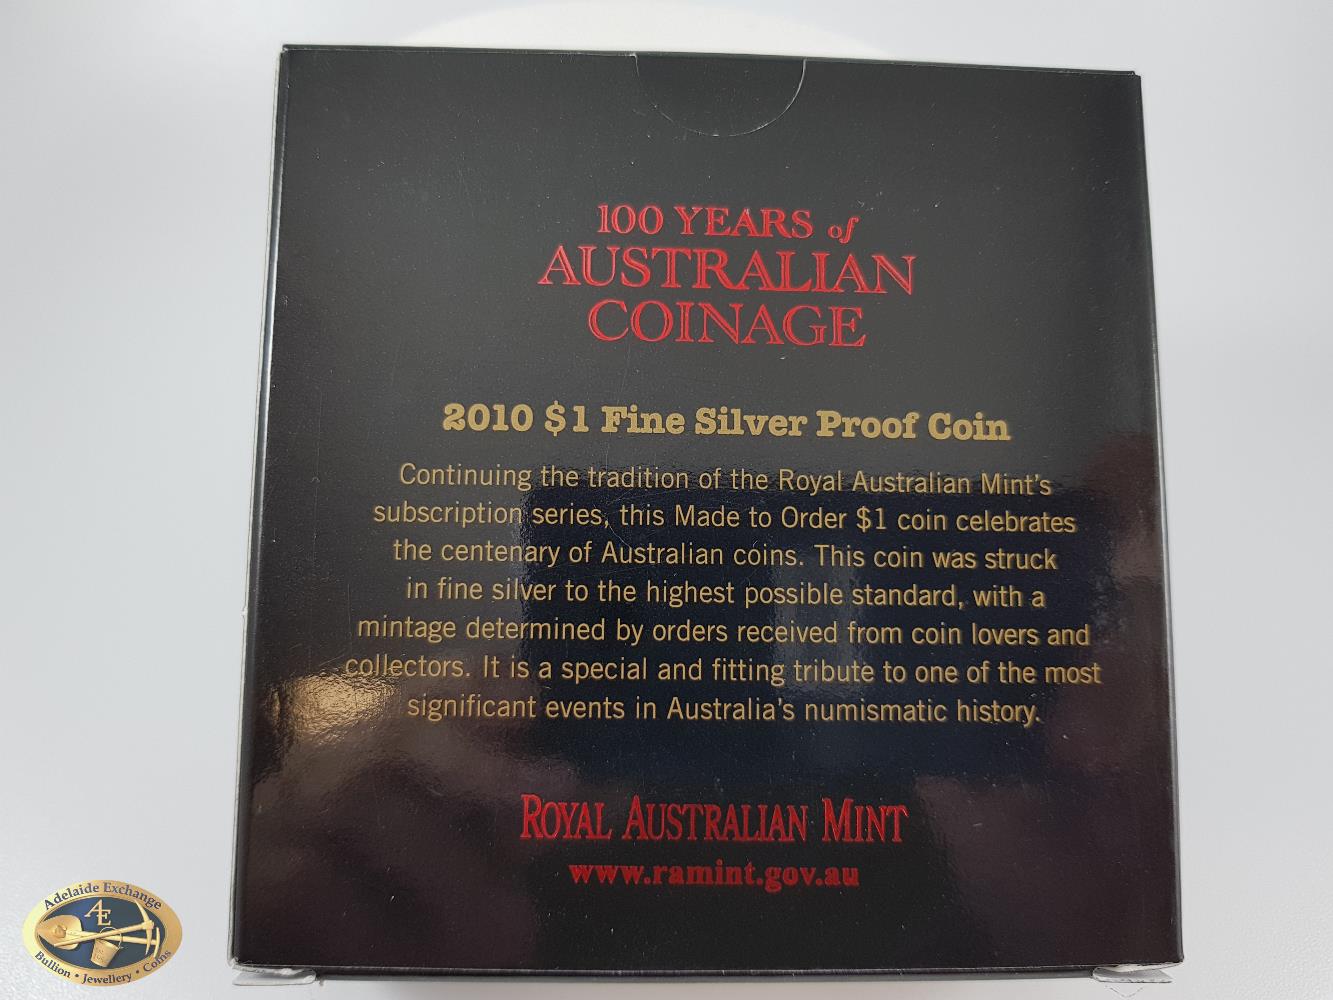 100 YEARS of
AUSTRALIAN
COINAGE
2010 $1 Fine Silver Proof Coin
Continuing the tradition of the Royal Australian Mint's
subscription series, this Made to Order $1 coin celebrates
the centenary of Australian coins. This coin was struck
in fine silver to the highest possible standard, with a
mintage determined by orders received from coin lovers and
collectors. It is a special and fitting tribute to one of the most
significant events in Australia's numismatic history.
ROYAL AUSTRALIAN MINT
www.ramint.gov.au
Adelaide Exchange
AE
Bullion • Jewellery • Coins